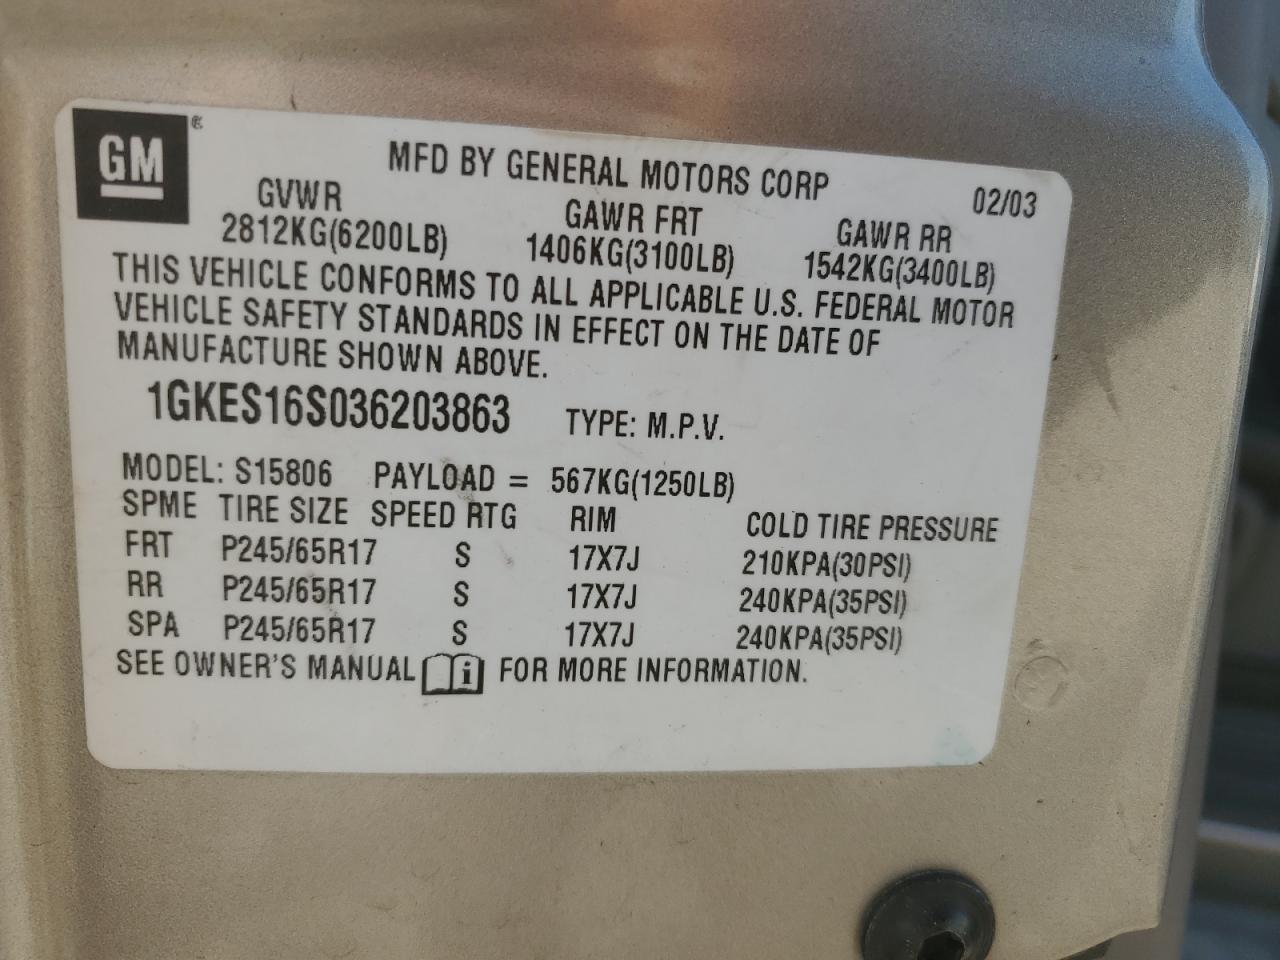 GM
MFD BY GENERAL MOTORS CORP 02/03
GVWR GAWR FRT GAWR RR
2812KG(6200LB) 1406KG(3100LB) 1542KG(3400LB)
THIS VEHICLE CONFORMS TO ALL APPLICABLE U.S. FEDERAL MOTOR
VEHICLE SAFETY STANDARDS IN EFFECT ON THE DATE OF
MANUFACTURE SHOWN ABOVE.
1GKES16S036203863 TYPE: M.P.V.
MODEL: S15806 PAYLOAD = 567KG(1250LB)
SPME TIRE SIZE SPEED RTG RIM COLD TIRE PRESSURE
FRT P245/65R17 S 17X7J 210KPA(30PSI)
RR P245/65R17 S 17X7J 240KPA(35PSI)
SPA P245/65R17 S 17X7J 240KPA(35PSI)
SEE OWNER'S MANUAL i FOR MORE INFORMATION.